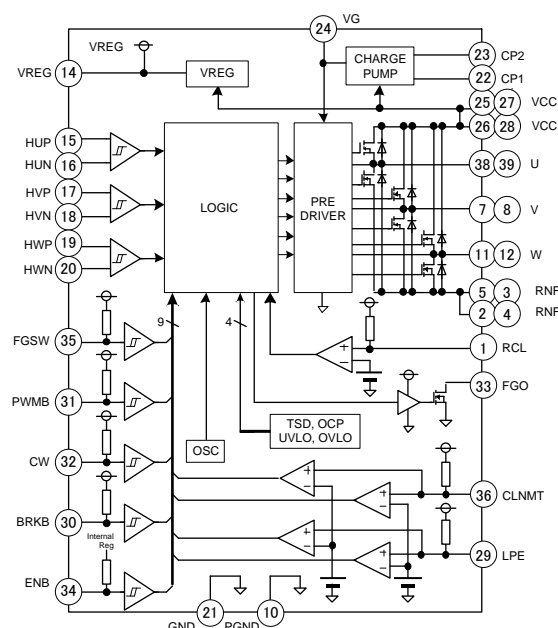 VG
24
VREG
VREG
14
VREG
CHARGE
PUMP
23
CP2
22
CP1
25
27
VCC
26
28
VCC
HUP
15
HUN
16
HVP
17
HVN
18
HWP
19
HWN
20
LOGIC
PRE
DRIVER
38
39
U
7
8
V
11
12
W
5
3
RNF
2
4
RNF
+
−
1
RCL
33
FGO
9
4
FGSW
35
PWMB
31
CW
32
BRKB
30
Internal
Reg
ENB
34
OSC
TSD, OCP
UVLO, OVLO
+
−
+
−
36
CLNMT
+
−
+
−
29
LPE
GND
21
PGND
10